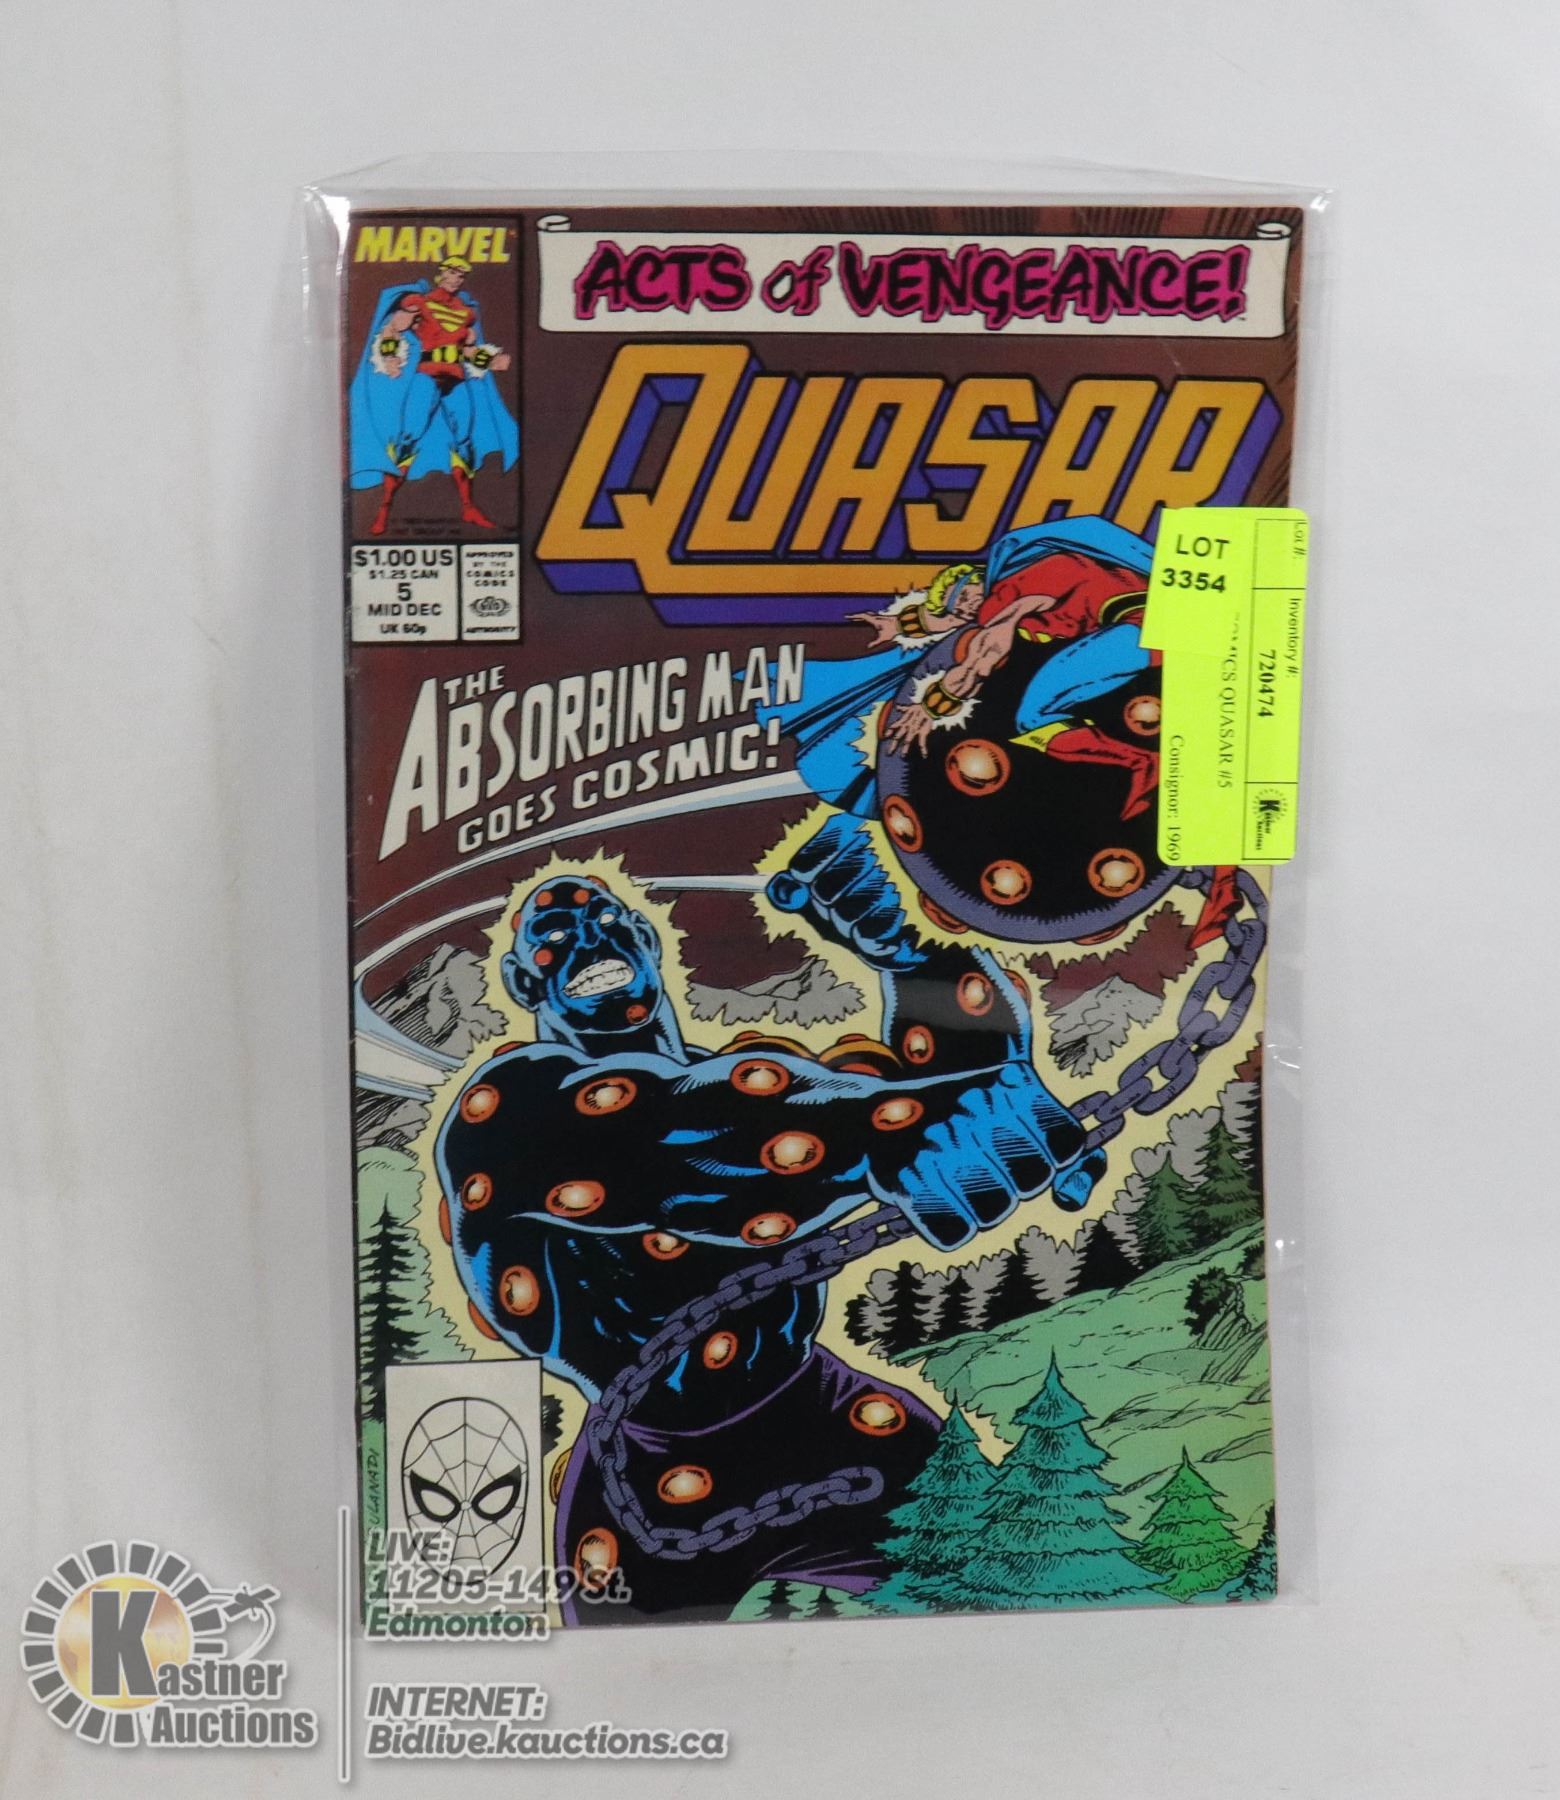 MARVEL
ACTS of VENGEANCE!
QUASAR
$1.00 US
$1.25 CAN
5
MID DEC
UK 60p
APPROVED
BY THE
COMICS
CODE
AUTHORITY
THE
ABSORBING MAN
GOES COSMIC!
LOT
3354
Lot #:
Inventory #:
720474
QUASAR #5
Consignor: 1969
Kastner
Auctions
LIVE:
11205-149 St.
Edmonton
INTERNET:
Bidlive.kauctions.ca